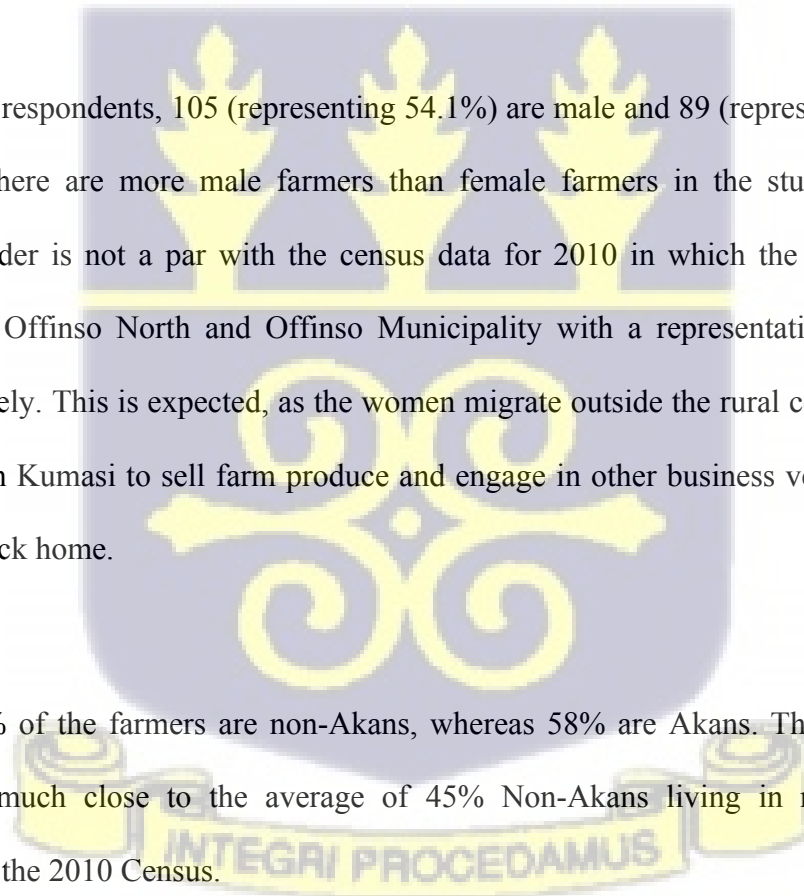 respondents, 105 (representing 54.1%) are male and 89 (repres
here are more male farmers than female farmers in the stu
der is not a par with the census data for 2010 in which the
Offinso North and Offinso Municipality with a representati
ely. This is expected, as the women migrate outside the rural c
n Kumasi to sell farm produce and engage in other business v
ck home.
% of the farmers are non-Akans, whereas 58% are Akans. Th
much close to the average of 45% Non-Akans living in r
the 2010 Census.
INTEGRI PROCEDAMUS